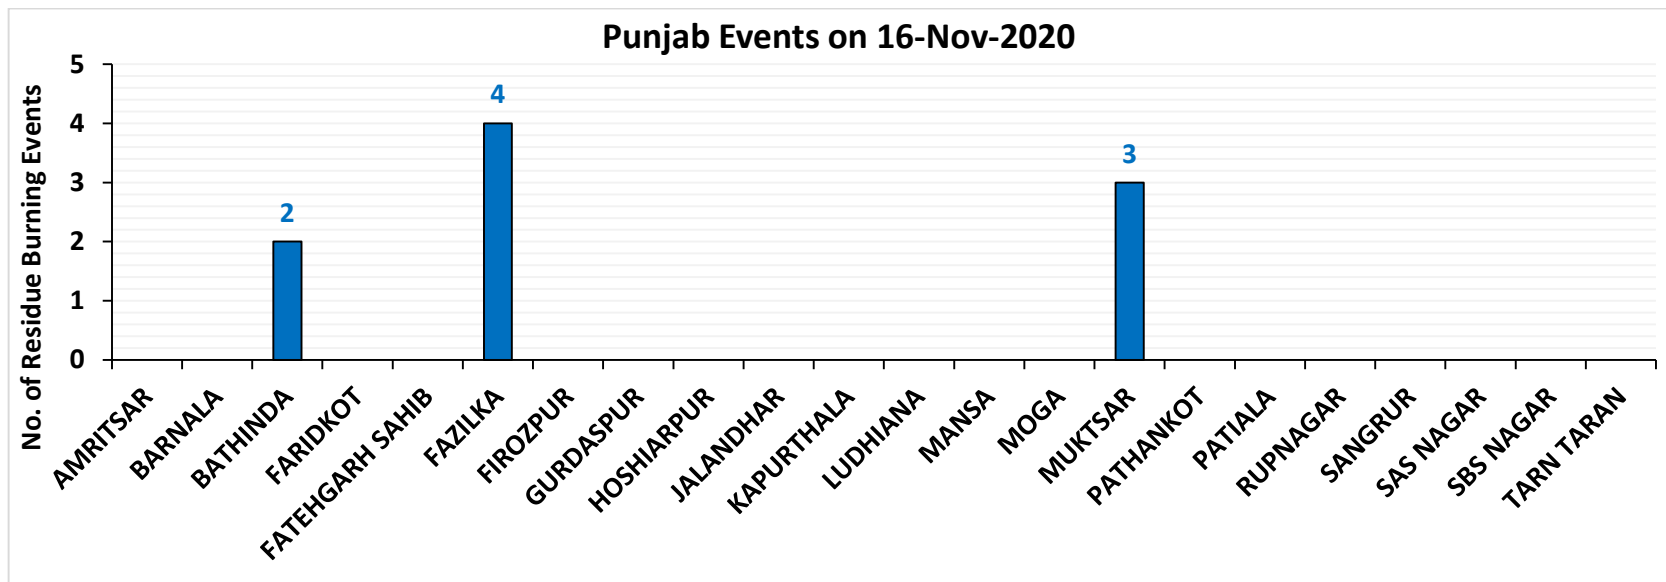 Punjab Events on 16-Nov-2020
No. of Residue Burning Events
5
4
3
2
1
0
2
4
3
AMRITSAR
BARNALA
BATHINDA
FARIDKOT
FATEHGARH SAHIB
FAZILKA
FIROZPUR
GURDASPUR
HOSHIARPUR
JALANDHAR
KAPURTHALA
LUDHIANA
MANSA
MOGA
MUKTSAR
PATHANKOT
PATIALA
RUPNAGAR
SANGRUR
SAS NAGAR
SBS NAGAR
TARN TARAN